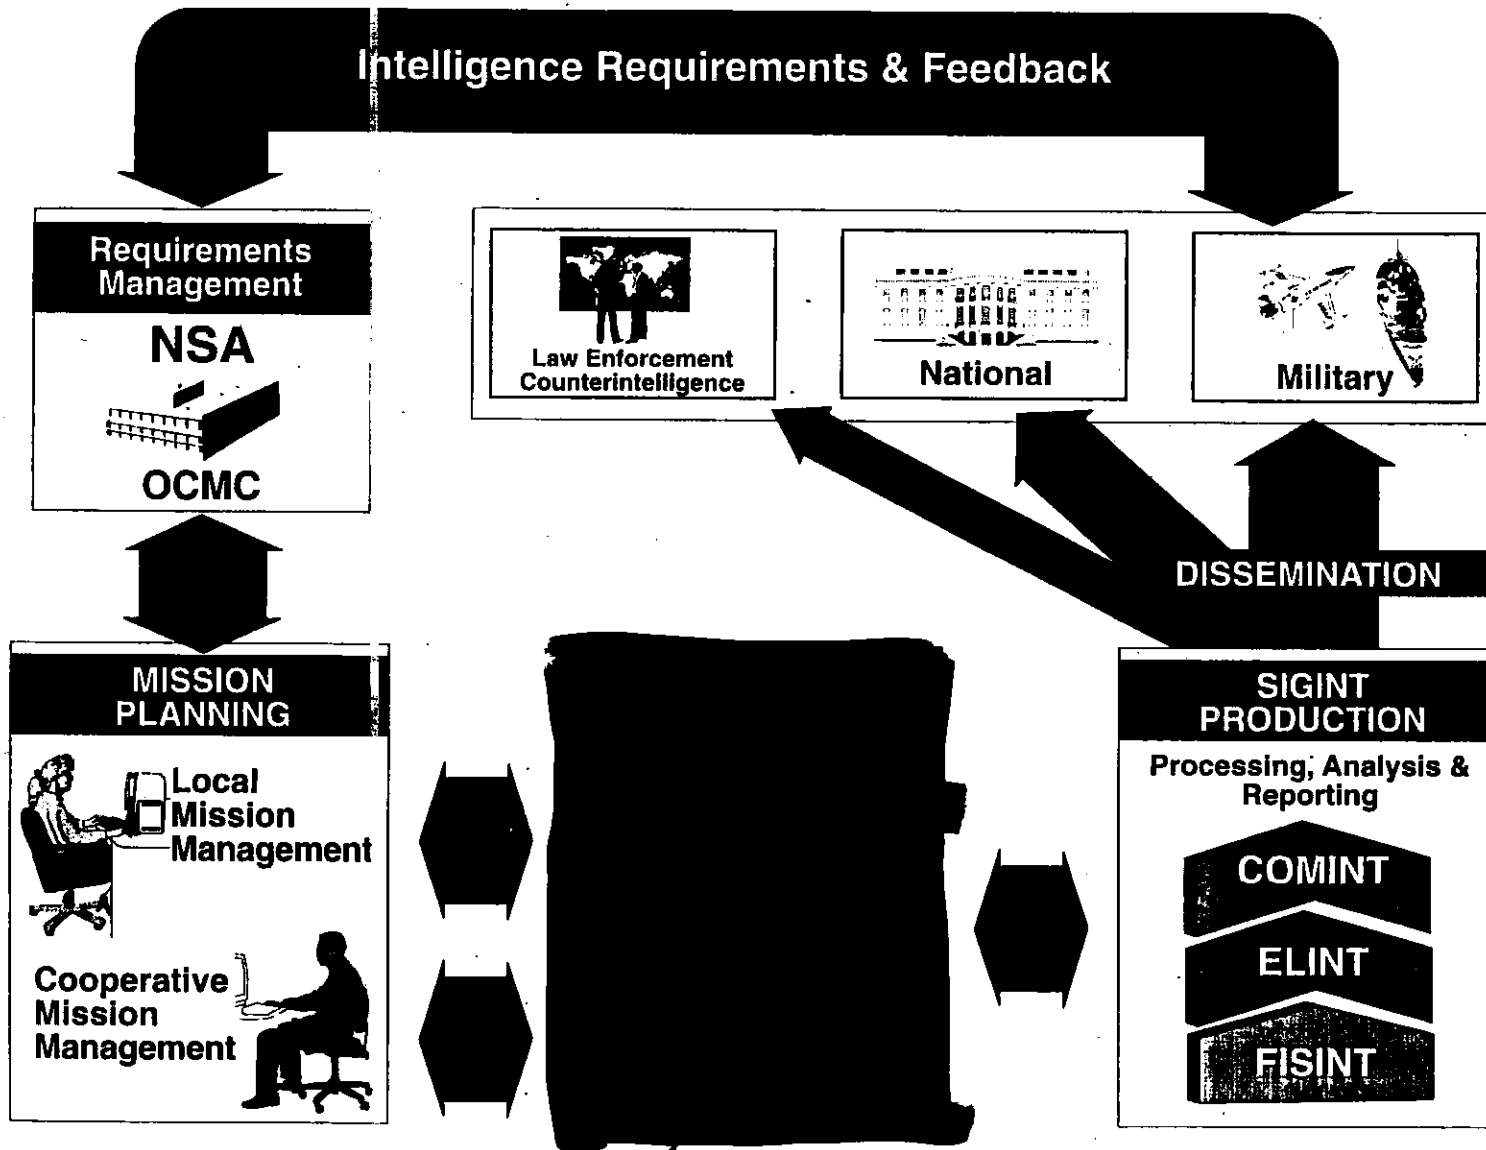 Intelligence Requirements & Feedback
Requirements
Management
NSA
OCMC
Law Enforcement
Counterintelligence
National
Military
DISSEMINATION
MISSION
PLANNING
Local
Mission
Management
Cooperative
Mission
Management
SIGINT
PRODUCTION
Processing, Analysis &
Reporting
COMINT
ELINT
FISINT